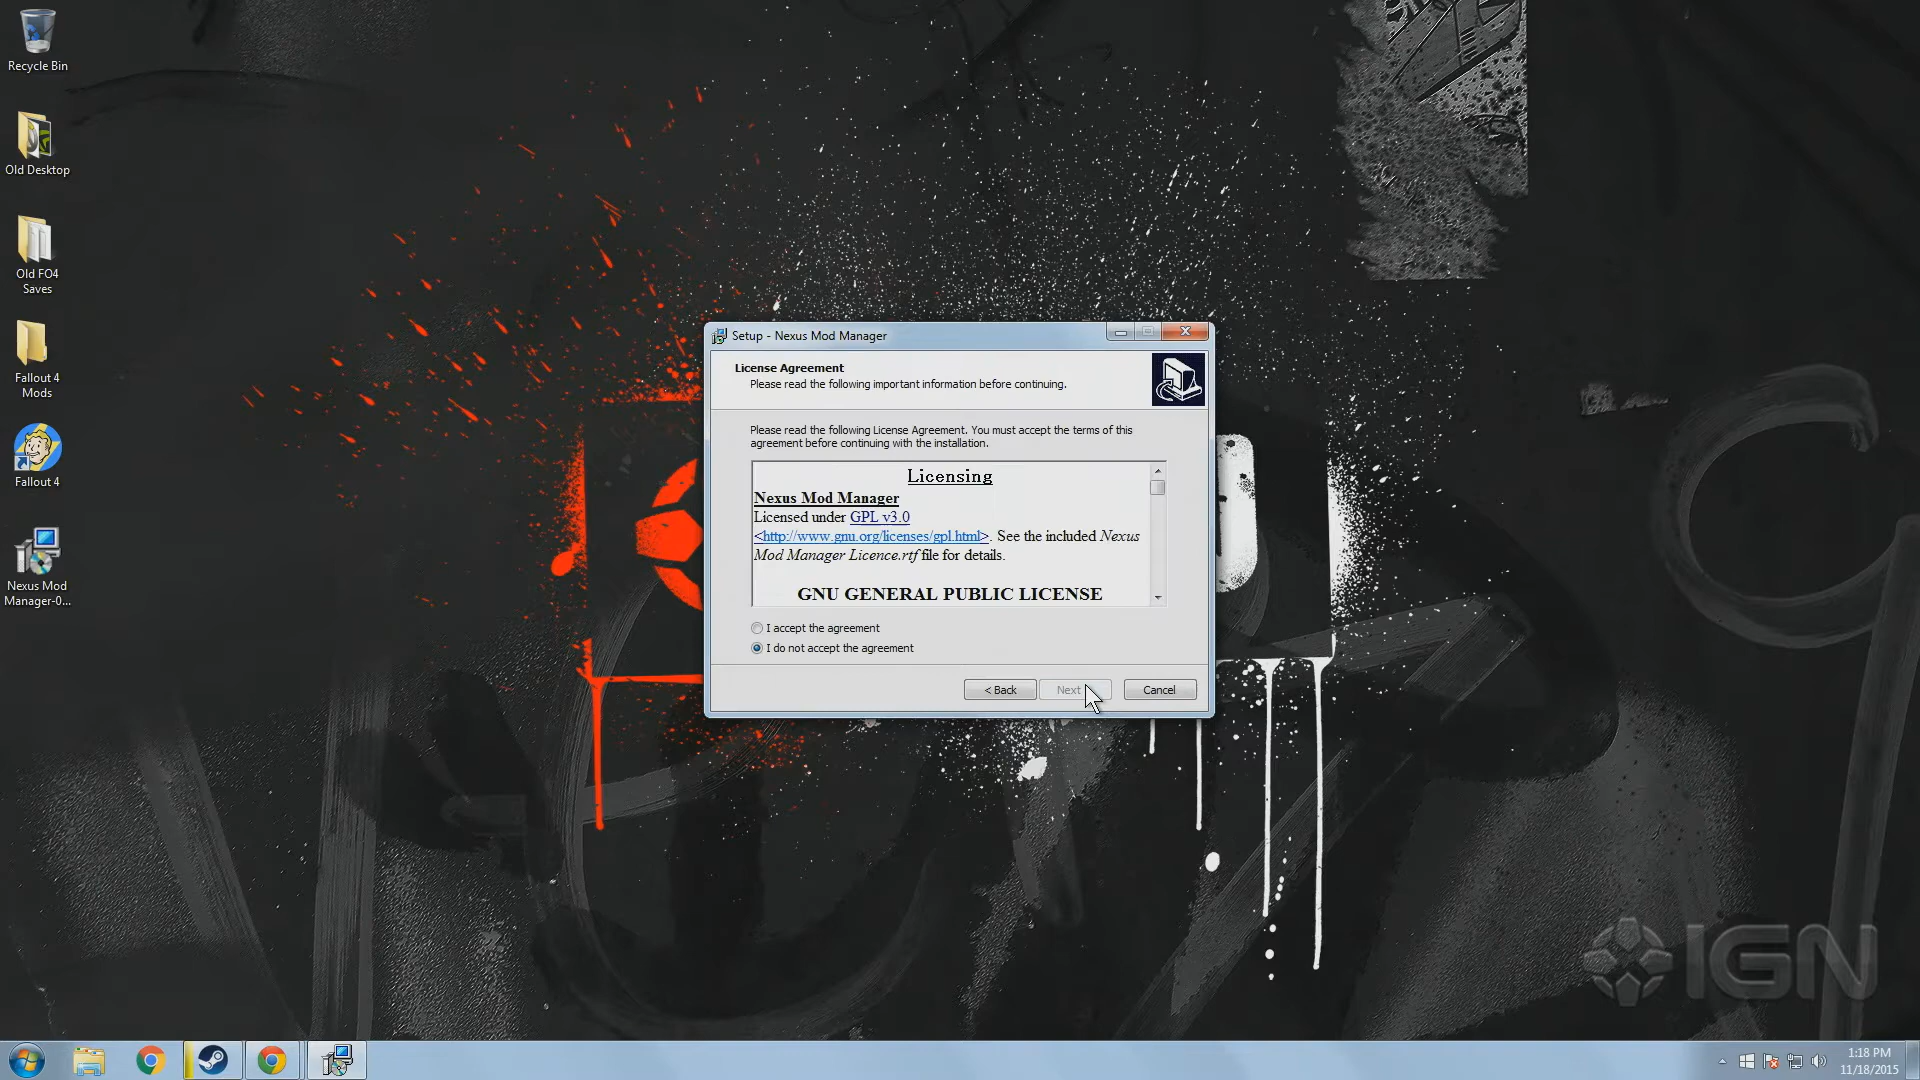 Recycle Bin
Old Desktop
Old FO4
Saves
Fallout 4
Mods
Fallout 4
Nexus Mod
Manager-0...
Setup - Nexus Mod Manager
License Agreement
Please read the following important information before continuing.
Please read the following License Agreement. You must accept the terms of this
agreement before continuing with the installation.
Licensing
Nexus Mod Manager
Licensed under GPL v3.0
<http://www.gnu.org/licenses/gpl.html>. See the included Nexus
Mod Manager Licence.rtf file for details.
GNU GENERAL PUBLIC LICENSE
I accept the agreement
I do not accept the agreement
< Back
Next
Cancel
IGN
1:18 PM
11/18/2015